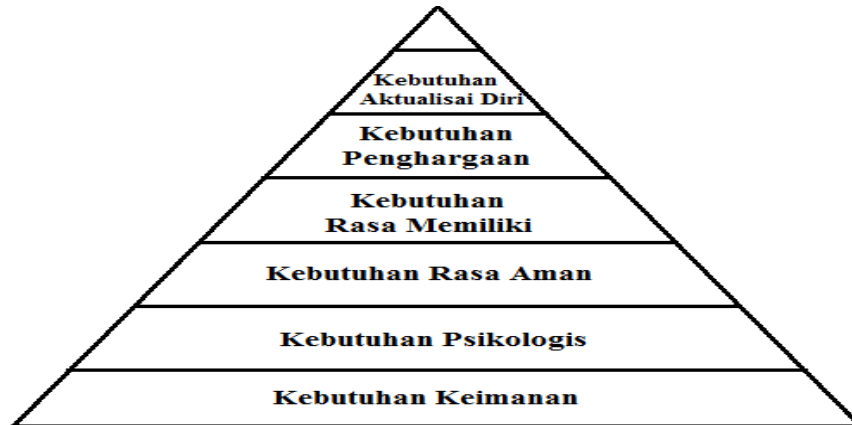 Kebutuhan
Aktualisai Diri
Kebutuhan
Penghargaan
Kebutuhan
Rasa Memiliki
Kebutuhan Rasa Aman
Kebutuhan Psikologis
Kebutuhan Keimanan